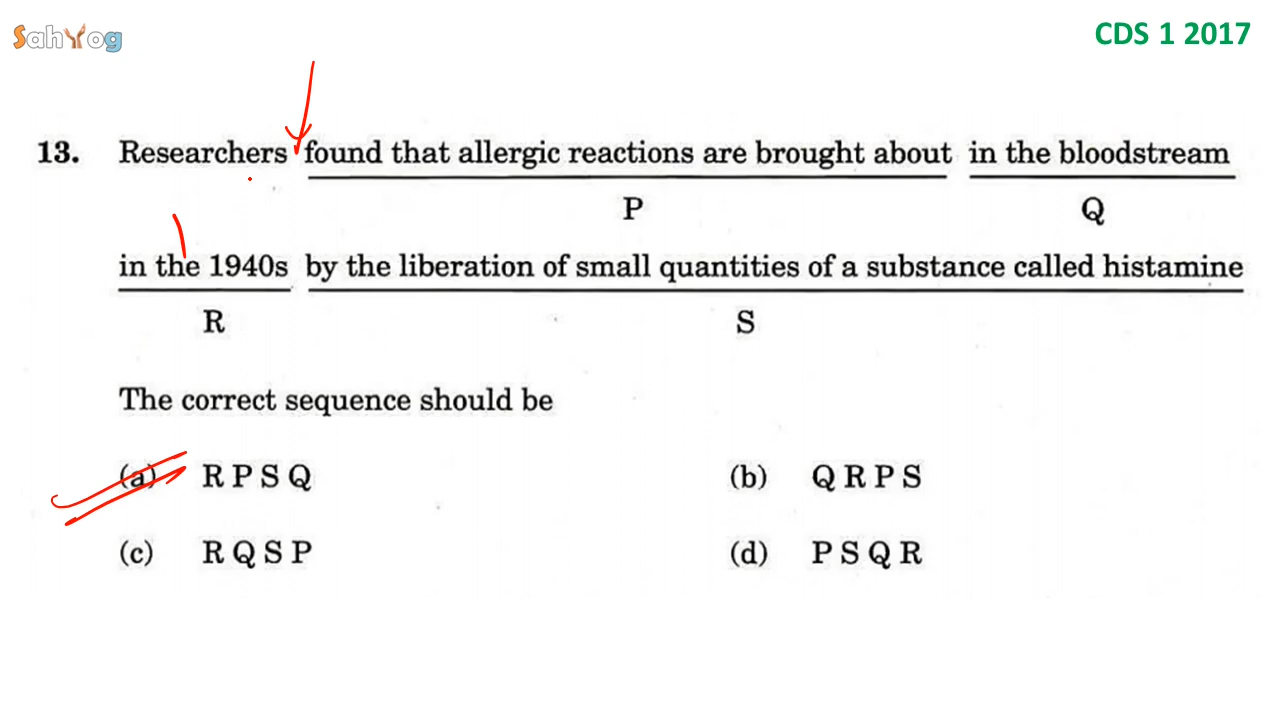 SahYog
CDS 1 2017
13. Researchers found that allergic reactions are brought about in the bloodstream
P Q
in the 1940s by the liberation of small quantities of a substance called histamine
R S
The correct sequence should be
(a) R P S Q (b) Q R P S
(c) R Q S P (d) P S Q R